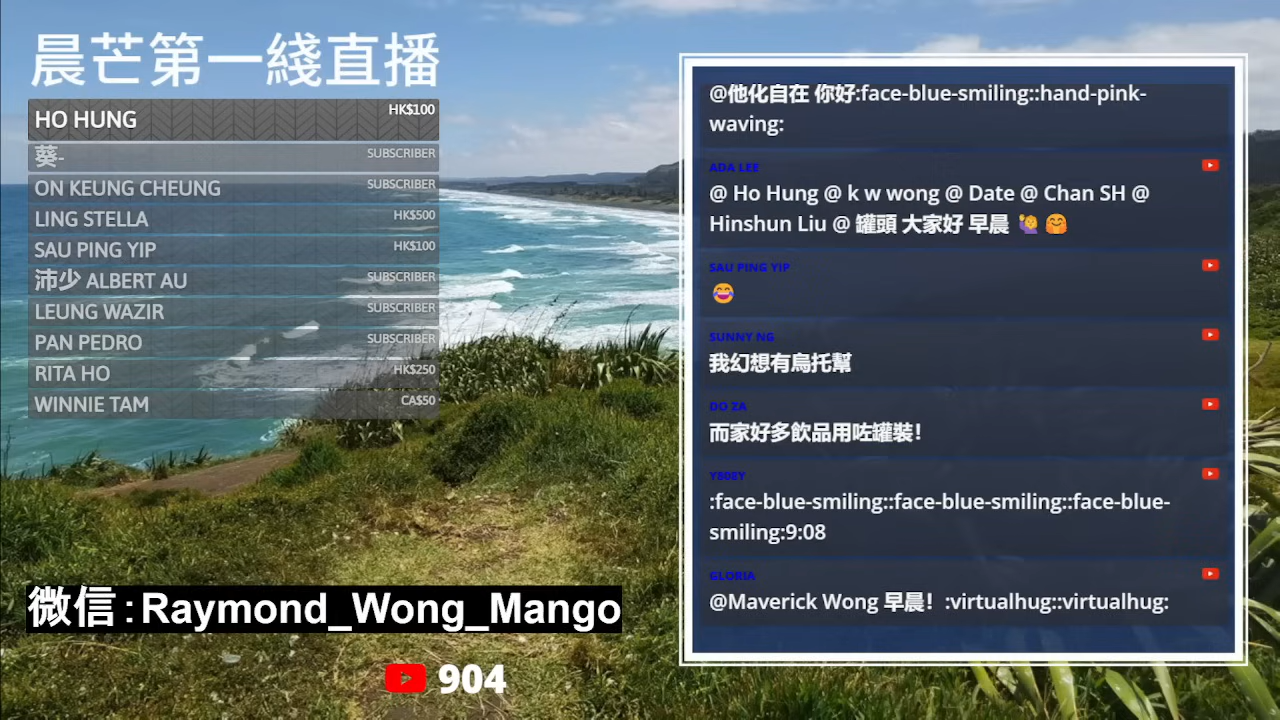 晨芒第一綫直播
HO HUNG HK$100
葵- SUBSCRIBER
ON KEUNG CHEUNG SUBSCRIBER
LING STELLA HK$500
SAU PING YIP HK$100
沛少 ALBERT AU SUBSCRIBER
LEUNG WAZIR SUBSCRIBER
PAN PEDRO SUBSCRIBER
RITA HO HK$250
WINNIE TAM CA$50
微信:Raymond_Wong_Mango
904
@他化自在 你好:face-blue-smiling::hand-pink-
waving:
ADA LEE
@ Ho Hung @ k w wong @ Date @ Chan SH @
Hinshun Liu @ 罐頭 大家好 早晨 🙋 🤗
SAU PING YIP
😂
SUNNY NG
我幻想有烏托幫
DO ZA
而家好多飲品用咗罐裝！
Y808Y
:face-blue-smiling::face-blue-smiling::face-blue-
smiling:9:08
GLORIA
@Maverick Wong 早晨！:virtualhug::virtualhug: